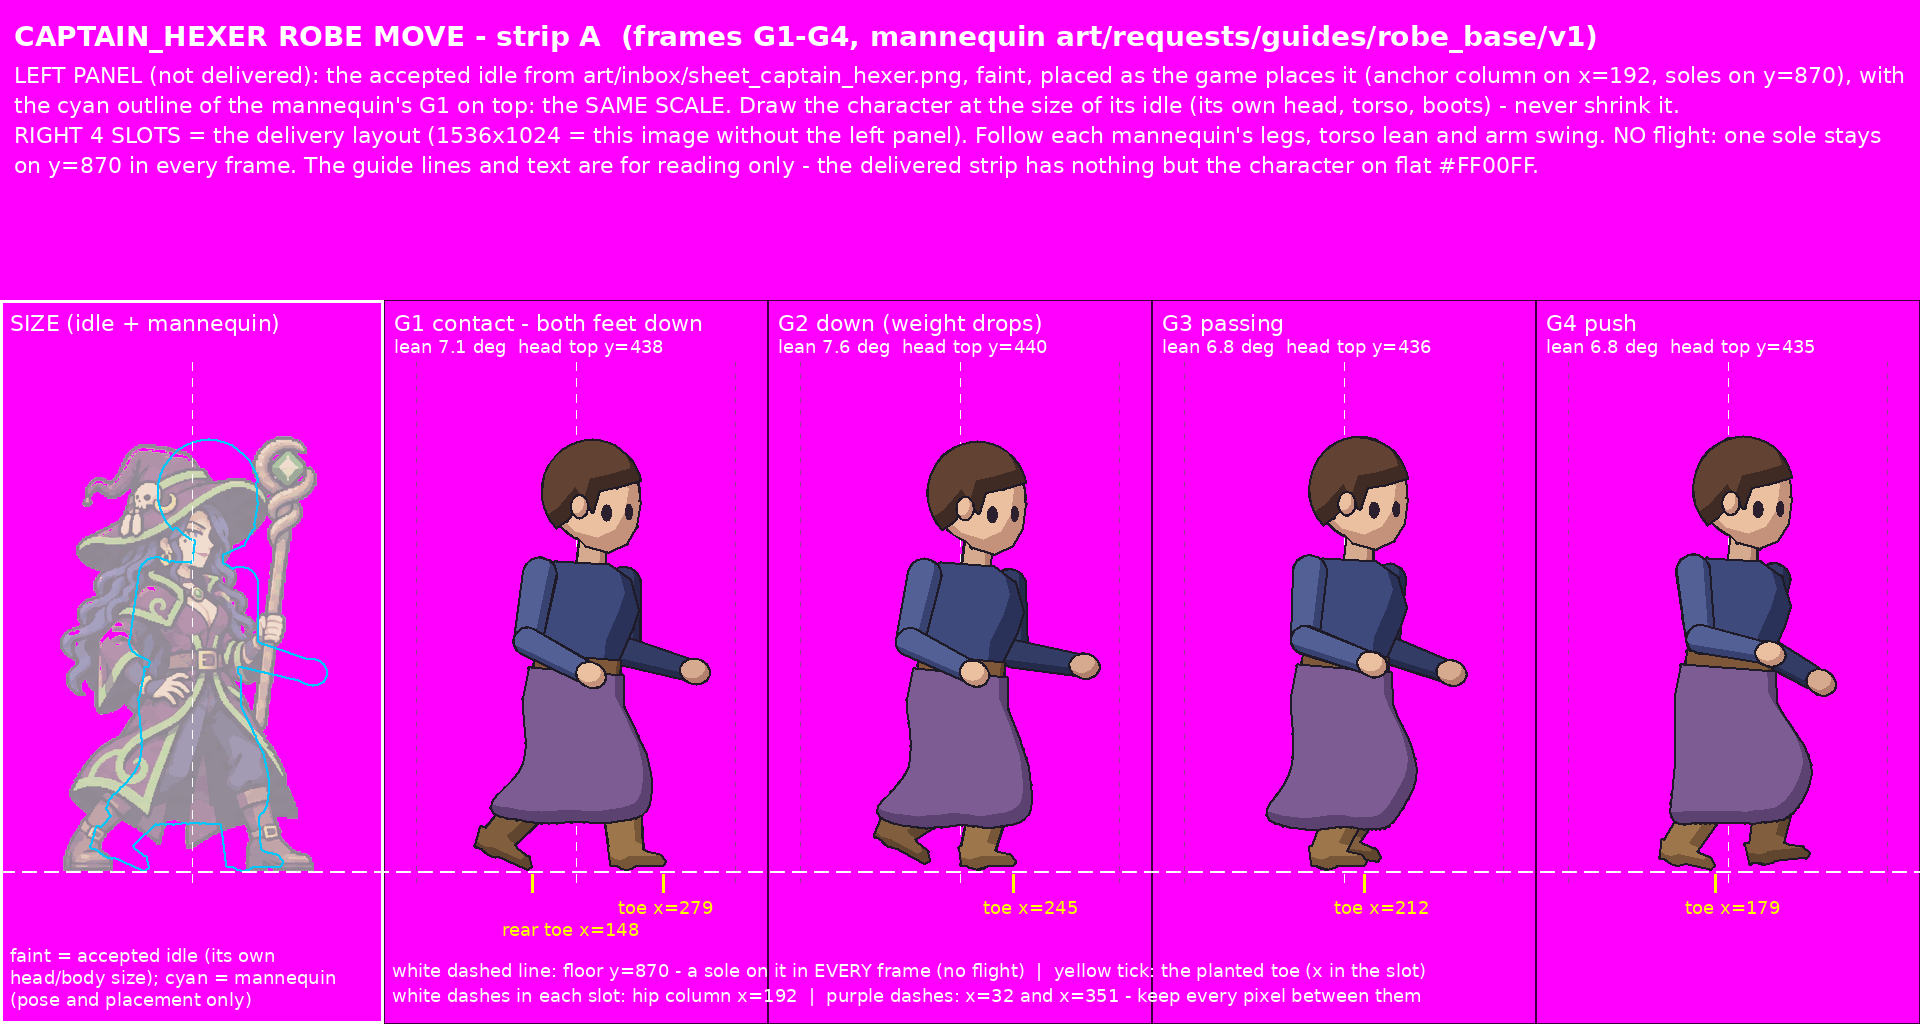 CAPTAIN_HEXER ROBE MOVE - strip A  (frames G1-G4, mannequin art/requests/guides/robe_base/v1)
LEFT PANEL (not delivered): the accepted idle from art/inbox/sheet_captain_hexer.png, faint, placed as the game places it (anchor column on x=192, soles on y=870), with
the cyan outline of the mannequin's G1 on top: the SAME SCALE. Draw the character at the size of its idle (its own head, torso, boots) - never shrink it.
RIGHT 4 SLOTS = the delivery layout (1536x1024 = this image without the left panel). Follow each mannequin's legs, torso lean and arm swing. NO flight: one sole stays
on y=870 in every frame. The guide lines and text are for reading only - the delivered strip has nothing but the character on flat #FF00FF.
SIZE (idle + mannequin)
G1 contact - both feet down
lean 7.1 deg  head top y=438
G2 down (weight drops)
lean 7.6 deg  head top y=440
G3 passing
lean 6.8 deg  head top y=436
G4 push
lean 6.8 deg  head top y=435
toe x=279
rear toe x=148
toe x=245
toe x=212
toe x=179
faint = accepted idle (its own
head/body size); cyan = mannequin
(pose and placement only)
white dashed line: floor y=870 - a sole on it in EVERY frame (no flight)  |  yellow tick: the planted toe (x in the slot)
white dashes in each slot: hip column x=192  |  purple dashes: x=32 and x=351 - keep every pixel between them